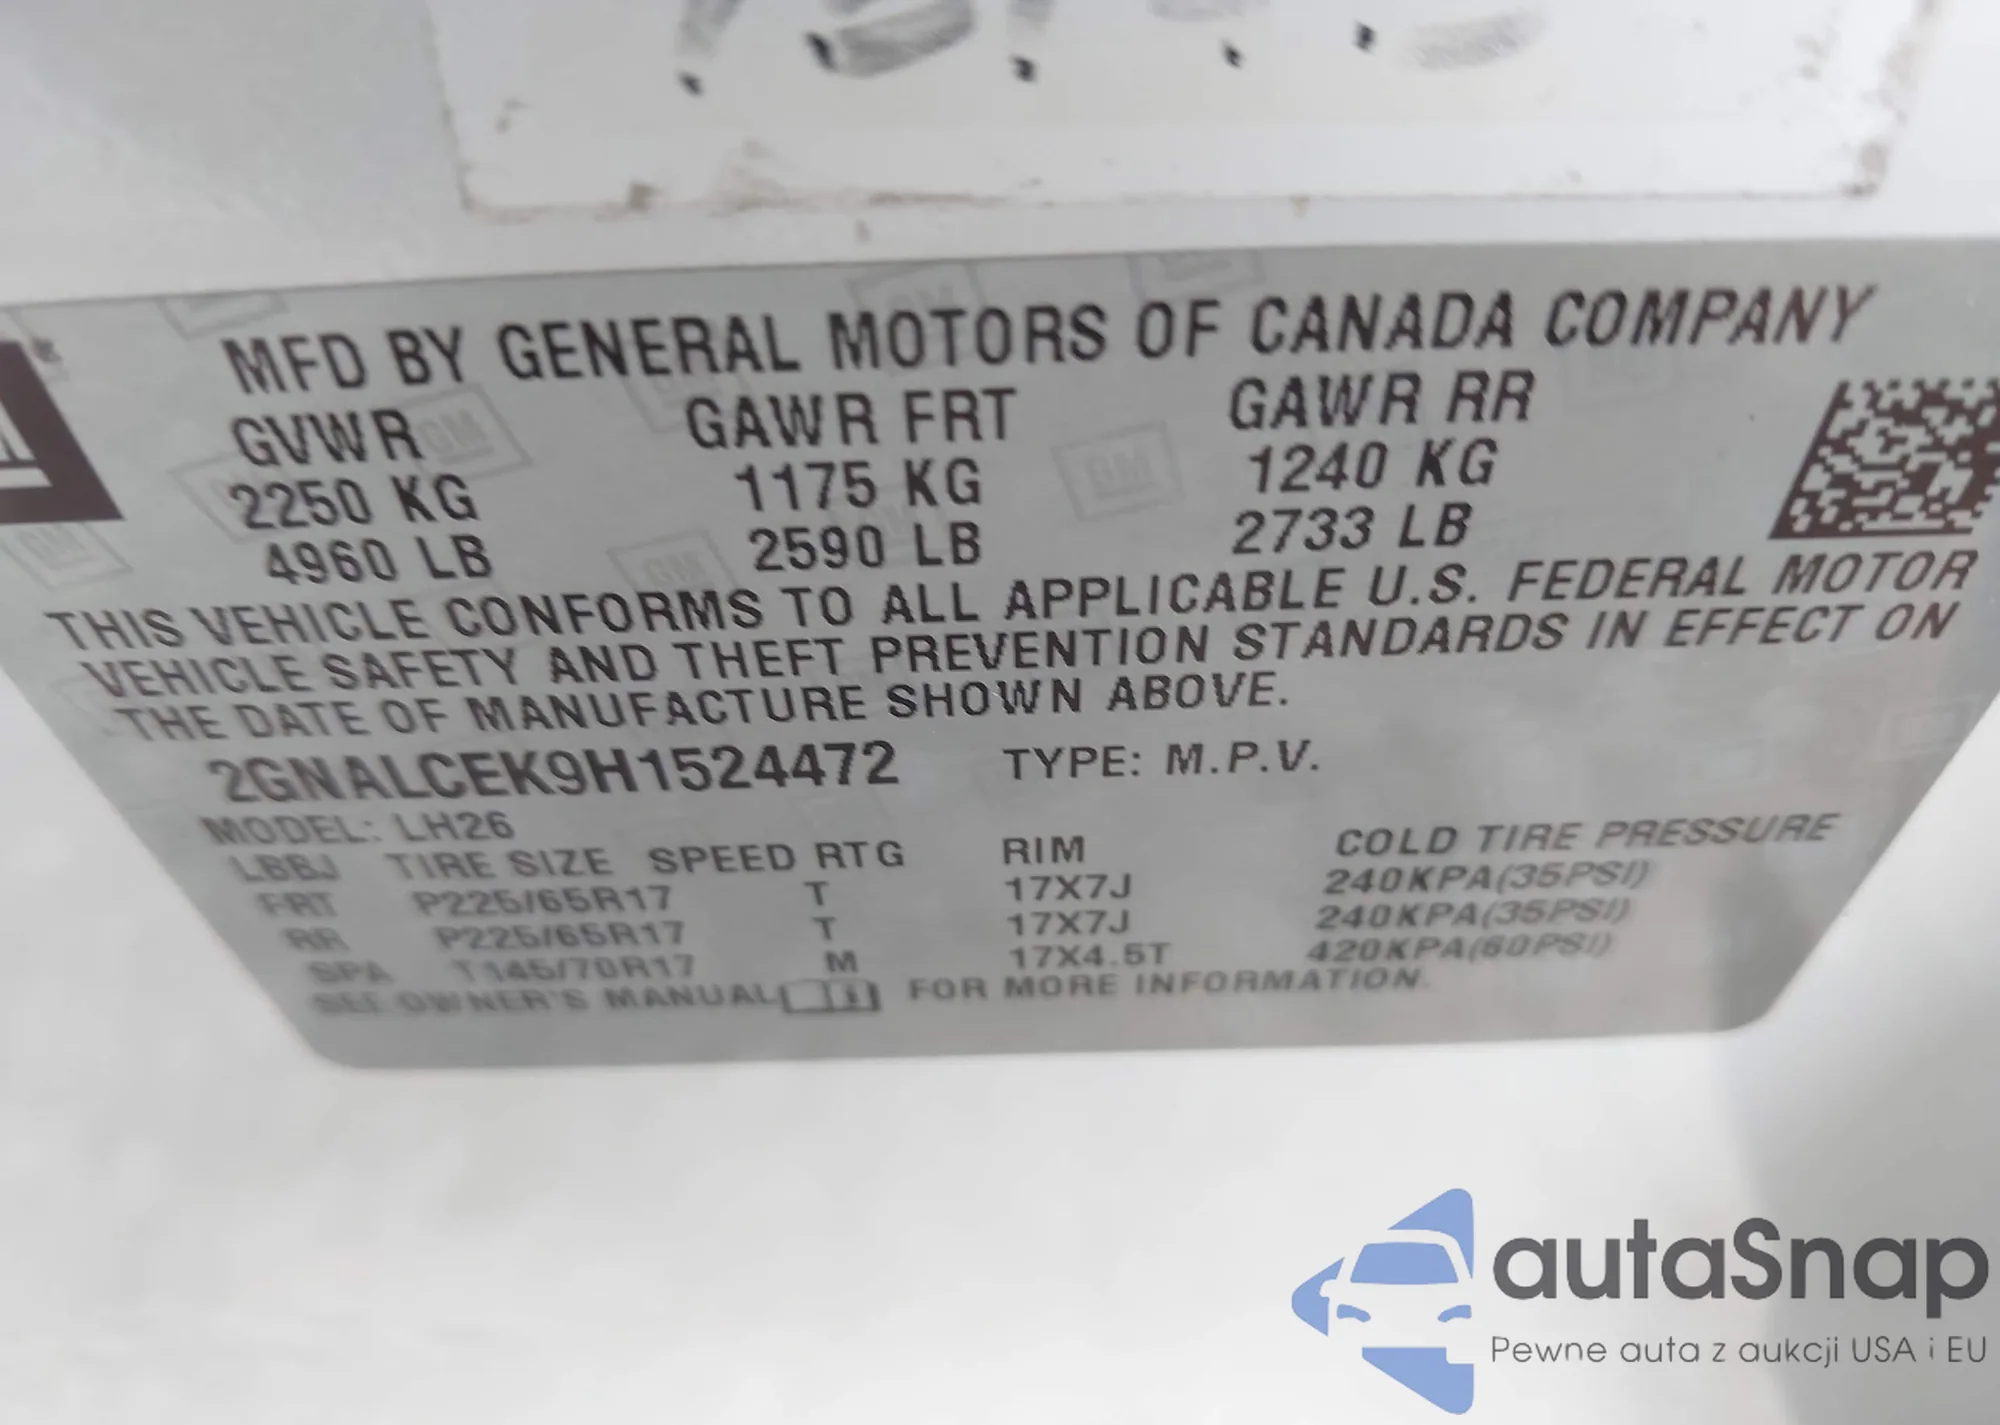 MFD BY GENERAL MOTORS OF CANADA COMPANY
GVWR GAWR FRT GAWR RR
2250 KG 1175 KG 1240 KG
4960 LB 2590 LB 2733 LB
THIS VEHICLE CONFORMS TO ALL APPLICABLE U.S. FEDERAL MOTOR
VEHICLE SAFETY AND THEFT PREVENTION STANDARDS IN EFFECT ON
THE DATE OF MANUFACTURE SHOWN ABOVE.
2GNALCEK9H1524472 TYPE: M.P.V.
MODEL: LH26
LBBJ TIRE SIZE SPEED RTG RIM COLD TIRE PRESSURE
FRT P225/65R17 T 17X7J 240KPA(35PSI)
RR P225/65R17 T 17X7J 240KPA(35PSI)
SPA T145/70R17 M 17X4.5T 420KPA(60PSI)
SEE OWNER'S MANUAL FOR MORE INFORMATION.
autaSnap
Pewne auta z aukcji USA i EU